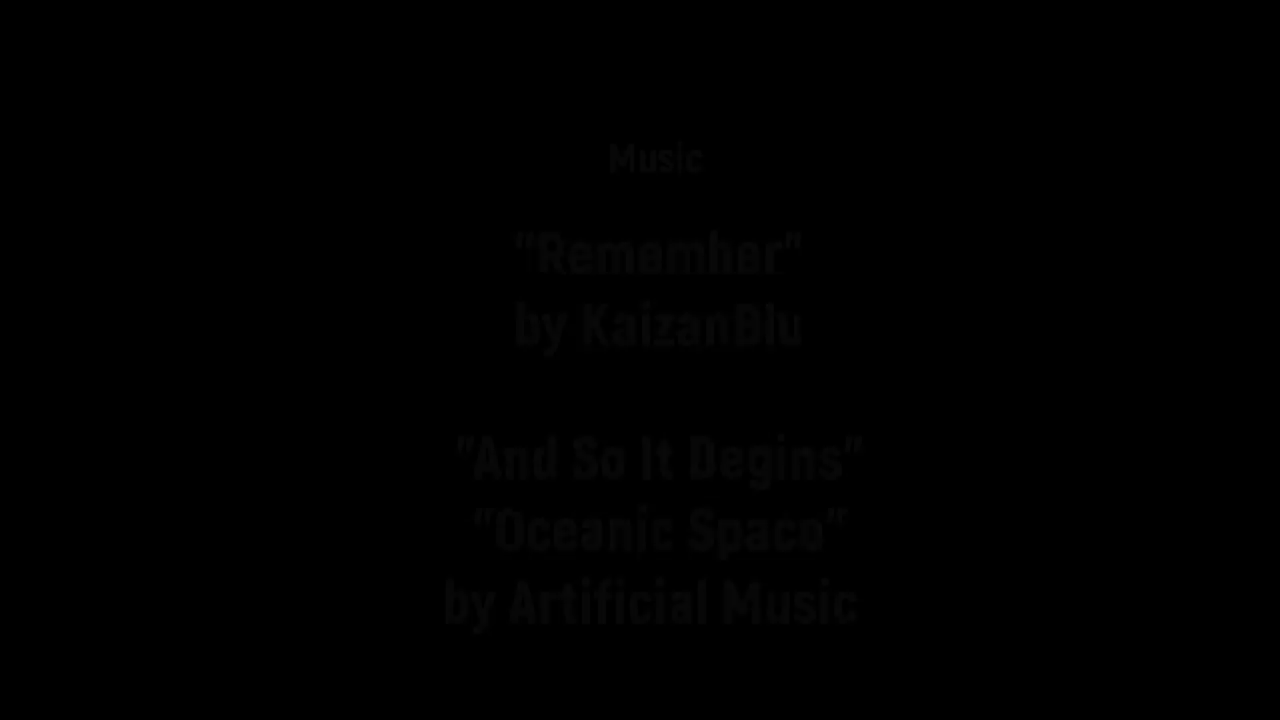 Music
"Remember"
by KaizanBlu
"And So It Begins"
"Oceanic Space"
by Artificial Music